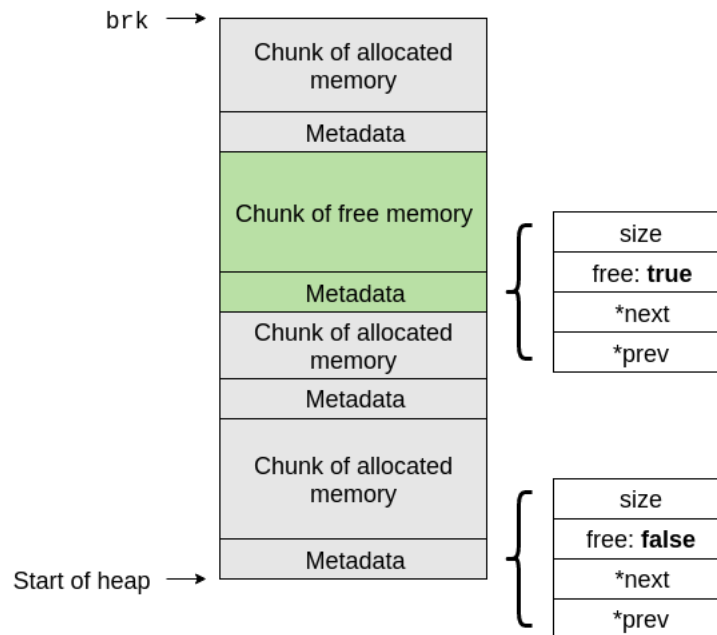 brk
Chunk of allocated
memory
Metadata
Chunk of free memory
Metadata
size
free: true
*next
*prev
Chunk of allocated
memory
Metadata
Chunk of allocated
memory
Metadata
size
free: false
*next
*prev
Start of heap